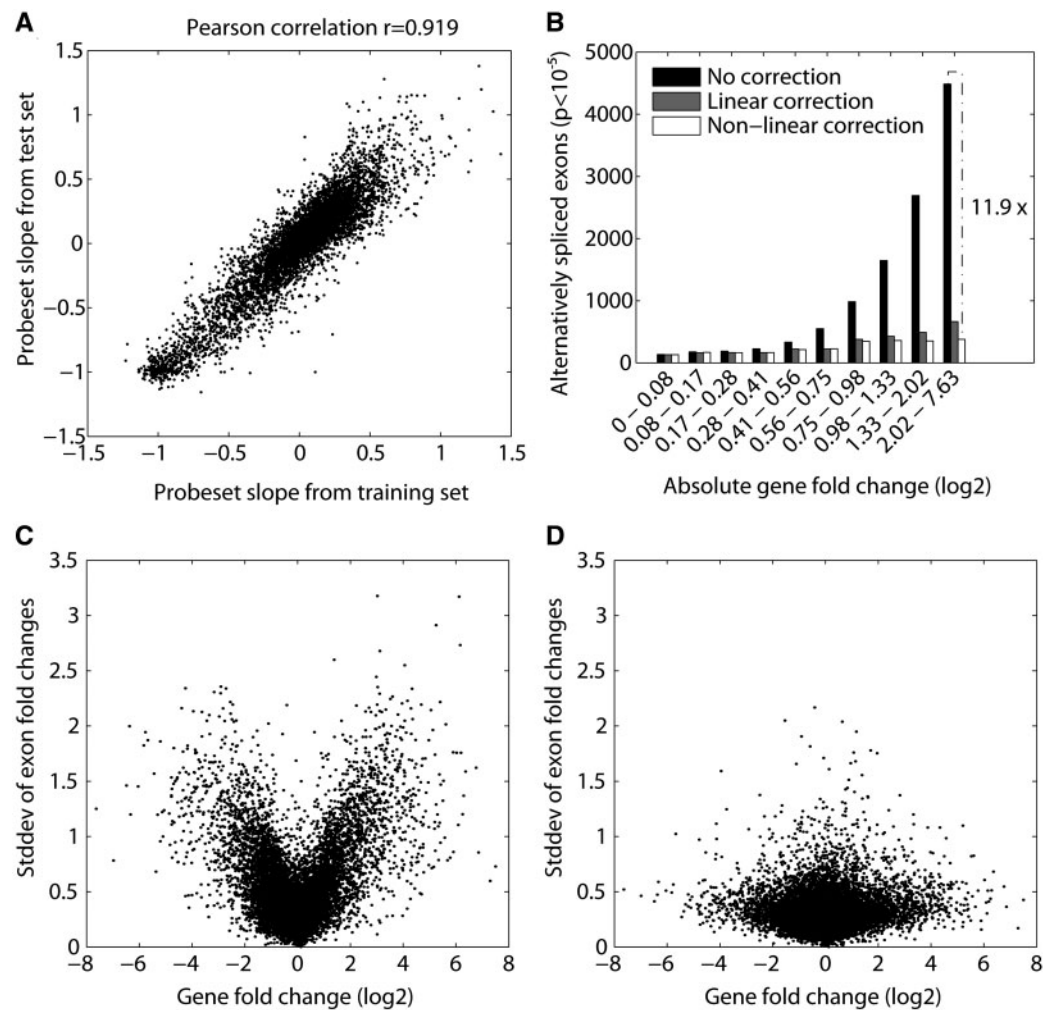 A
Pearson correlation r=0.919
1.5
1
0.5
0
−0.5
−1
−1.5
−1.5
−1
−0.5
0
0.5
1
1.5
Probeset slope from test set
Probeset slope from training set
B
5000
4000
3000
2000
1000
0
Alternatively spliced exons (p<10⁻⁵)
No correction
Linear correction
Non−linear correction
11.9 x
0 − 0.08
0.08 − 0.17
0.17 − 0.28
0.28 − 0.41
0.41 − 0.56
0.56 − 0.75
0.75 − 0.98
0.98 − 1.33
1.33 − 2.02
2.02 − 7.63
Absolute gene fold change (log2)
C
3.5
3
2.5
2
1.5
1
0.5
0
Stddev of exon fold changes
−8
−6
−4
−2
0
2
4
6
8
Gene fold change (log2)
D
3.5
3
2.5
2
1.5
1
0.5
0
Stddev of exon fold changes
−8
−6
−4
−2
0
2
4
6
8
Gene fold change (log2)